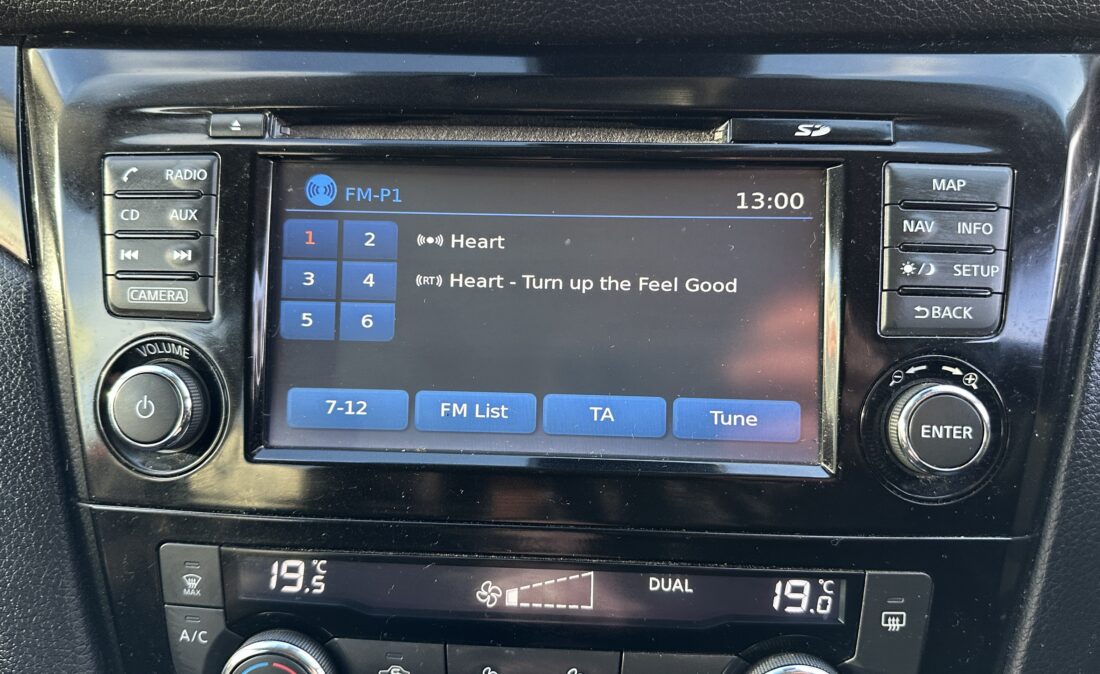 SD
RADIO
CD AUX
CAMERA
VOLUME
FM-P1 13:00
1 2
3 4
5 6
Heart
(RT) Heart - Turn up the Feel Good
7-12 FM List TA Tune
MAP
NAV INFO
SETUP
BACK
ENTER
MAX
A/C
19.5 °C
DUAL
19.0 °C